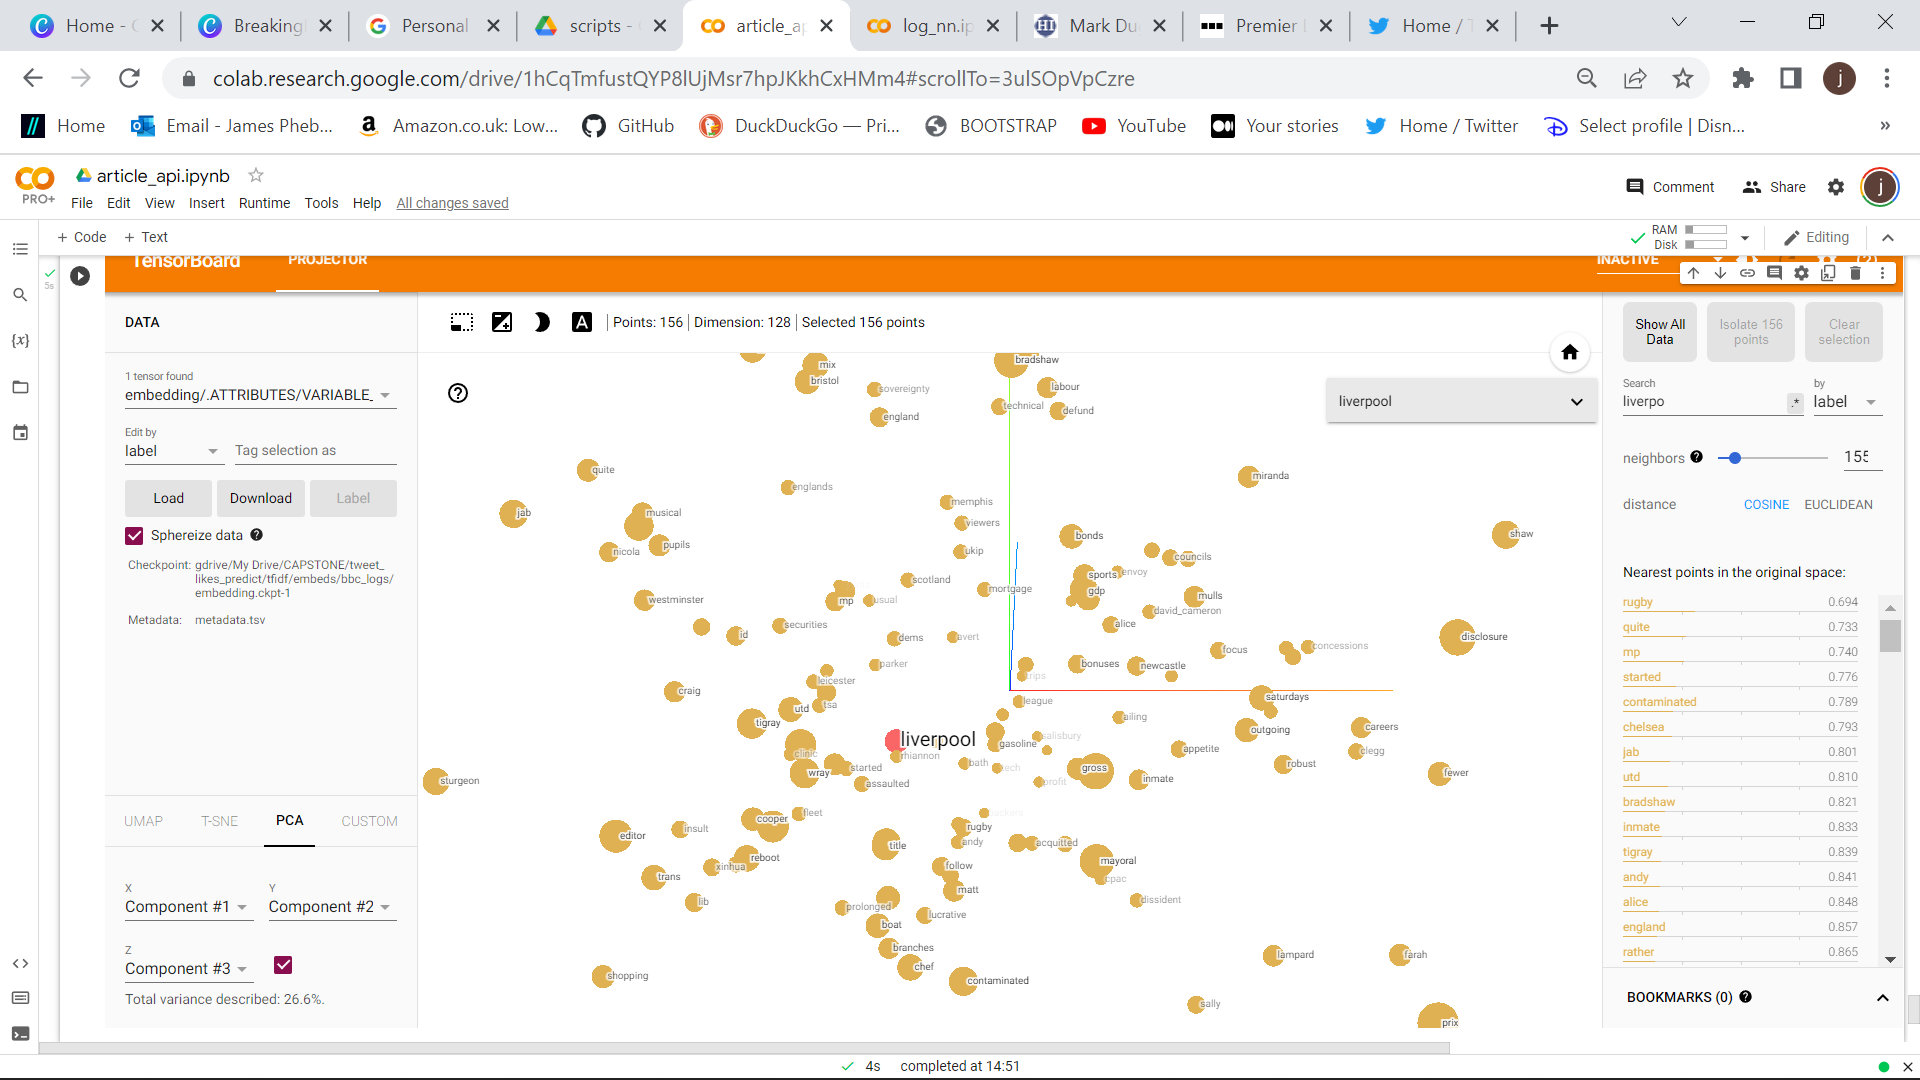 Home - C
Breaking
Personal
scripts -
article_ap
log_nn.ip
Mark Du
Premier
Home / T
colab.research.google.com/drive/1hCqTmfustQYP8lUjMsr7hpJKkhCxHMm4#scrollTo=3ulSOpVpCzre
j
Home
Email - James Pheb...
Amazon.co.uk: Low...
GitHub
DuckDuckGo — Pri...
BOOTSTRAP
YouTube
Your stories
Home / Twitter
Select profile | Disn...
»
PRO+
article_api.ipynb
File Edit View Insert Runtime Tools Help All changes saved
Comment
Share
j
+ Code + Text
RAM
Disk
Editing
5s
TensorBoard
PROJECTOR
INACTIVE
DATA
Points: 156 | Dimension: 128 | Selected 156 points
1 tensor found
embedding/.ATTRIBUTES/VARIABLE_
Edit by
label
Tag selection as
Load
Download
Label
Sphereize data
Checkpoint: gdrive/My Drive/CAPSTONE/tweet_
likes_predict/tfidf/embeds/bbc_logs/
embedding.ckpt-1
Metadata: metadata.tsv
UMAP
T-SNE
PCA
CUSTOM
X
Component #1
Y
Component #2
Z
Component #3
Total variance described: 26.6%.
bradshaw
mix
bristol
sovereignty
labour
england
technical
defund
liverpool
quite
miranda
englands
memphis
jab
musical
viewers
shaw
bonds
pupils
nicola
ukip
councils
envoy
sports
scotland
mortgage
gdp
mulls
westminster
mp
usual
david_cameron
securities
alice
id
dems
avert
disclosure
focus
concessions
parker
bonuses
newcastle
trips
leicester
craig
saturdays
league
utd
tsa
ailing
tigray
outgoing
careers
liverpool
gasoline
salisbury
appetite
clegg
clinic
rhiannon
bath
tech
gross
robust
fewer
wray
started
assaulted
profit
inmate
sturgeon
fleet
cooper
insult
editor
rugby
andy
acquitted
title
reboot
xinhua
follow
mayoral
cpac
trans
matt
lib
prolonged
lucrative
dissident
boat
branches
lampard
farah
chef
shopping
contaminated
sally
prix
Show All
Data
Isolate 156
points
Clear
selection
Search
liverpo
.*
by
label
neighbors
155
distance
COSINE
EUCLIDEAN
Nearest points in the original space:
rugby 0.694
quite 0.733
mp 0.740
started 0.776
contaminated 0.789
chelsea 0.793
jab 0.801
utd 0.810
bradshaw 0.821
inmate 0.833
tigray 0.839
andy 0.841
alice 0.848
england 0.857
rather 0.865
BOOKMARKS (0)
4s completed at 14:51